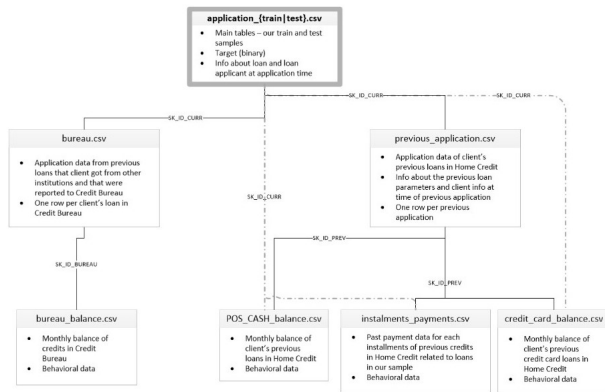 application_{train|test}.csv
• Main tables – our train and test
samples
• Target (binary)
• Info about loan and loan
applicant at application time
SK_ID_CURR
SK_ID_CURR
SK_ID_CURR
bureau.csv
• Application data from previous
loans that client got from other
institutions and that were
reported to Credit Bureau
• One row per client's loan in
Credit Bureau
previous_application.csv
• Application data of client's
previous loans in Home Credit
• Info about the previous loan
parameters and client info at
time of previous application
• One row per previous
application
SK_ID_CURR
SK_ID_PREV
SK_ID_BUREAU
SK_ID_PREV
bureau_balance.csv
• Monthly balance of
credits in Credit
Bureau
• Behavioral data
POS_CASH_balance.csv
• Monthly balance of
client's previous
loans in Home Credit
• Behavioral data
instalments_payments.csv
• Past payment data for each
installments of previous credits
in Home Credit related to loans
in our sample
• Behavioral data
credit_card_balance.csv
• Monthly balance of
client's previous
credit card loans in
Home Credit
• Behavioral data